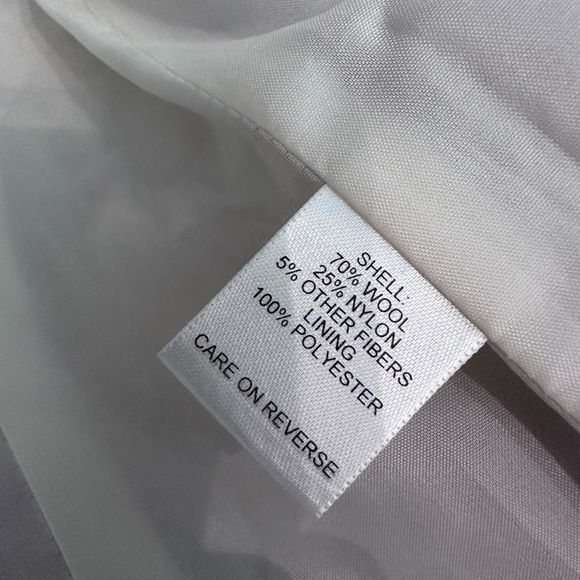 SHELL:
70% WOOL
25% NYLON
5% OTHER FIBERS
LINING
100% POLYESTER
CARE ON REVERSE